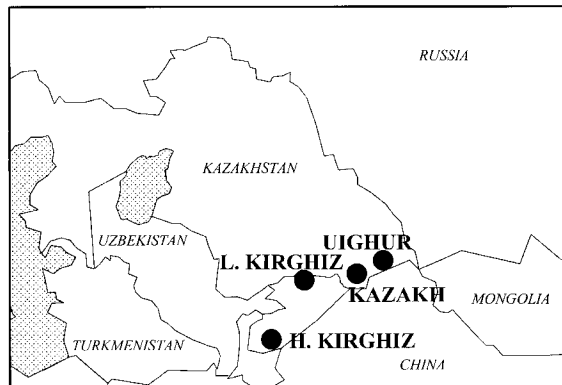 RUSSIA
KAZAKHSTAN
UZBEKISTAN
UIGHUR
L. KIRGHIZ
KAZAKH
MONGOLIA
TURKMENISTAN
H. KIRGHIZ
CHINA